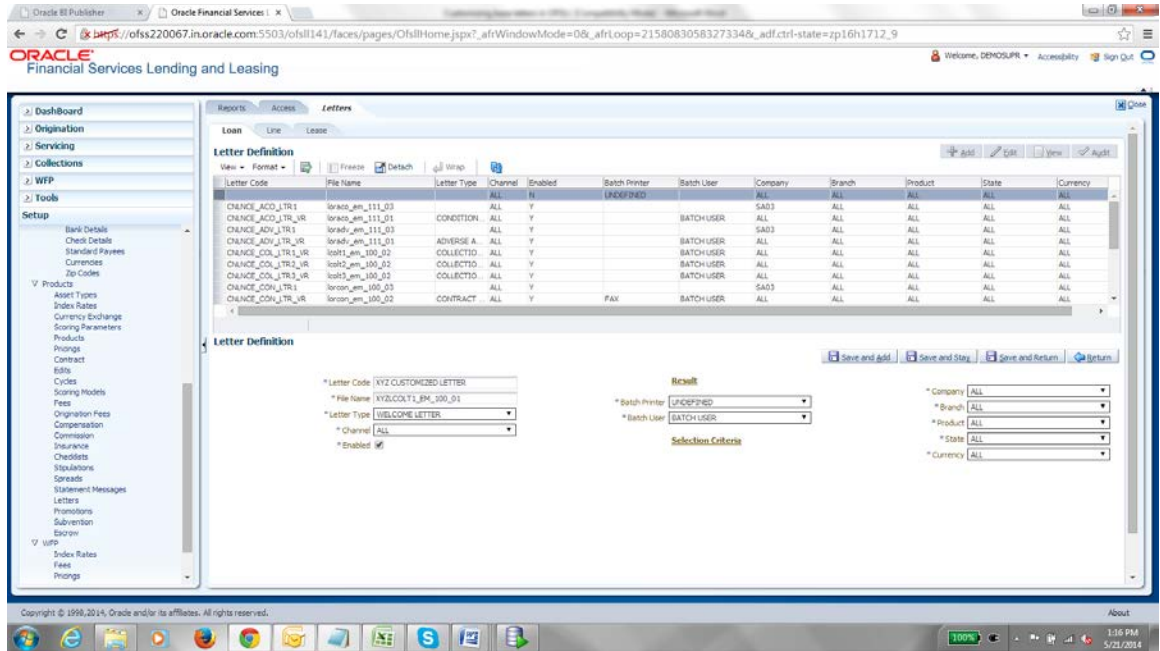 Oracle BI Publisher
Oracle Financial Services L
https://ofss220067.in.oracle.com:5503/ofsll141/faces/pages/OfsllHome.jspx?_afrWindowMode=0&_afrLoop=21580830583273348&_adf.ctrl-state=zp16h1712_9
ORACLE
Financial Services Lending and Leasing
Welcome, DEMOSUPR
Accessibility
Sign Out
DashBoard
Origination
Servicing
Collections
WFP
Tools
Setup
Bank Details
Check Details
Standard Payees
Currencies
Zip Codes
Products
Asset Types
Index Rates
Currency Exchange
Scoring Parameters
Products
Pricings
Contract
Edits
Cycles
Scoring Models
Fees
Origination Fees
Compensation
Commission
Insurance
Checklists
Stipulations
Spreads
Statement Messages
Letters
Promotions
Subvention
Escrow
WFP
Index Rates
Fees
Pricings
Reports Access Letters
Close
Loan Line Lease
Letter Definition
Add Edit View Audit
View Format Freeze Detach Wrap
Letter Code File Name Letter Type Channel Enabled Batch Printer Batch User Company Branch Product State Currency
ALL N UNDEFINED ALL ALL ALL ALL ALL
CNLNCE_ACO_LTR1 loraco_em_111_03 ALL Y SA03 ALL ALL ALL ALL
CNLNCE_ACO_LTR_VR loraco_em_111_01 CONDITION... ALL Y BATCH USER ALL ALL ALL ALL ALL
CNLNCE_ADV_LTR1 loradv_em_111_03 ALL Y SA03 ALL ALL ALL ALL
CNLNCE_ADV_LTR_VR loradv_em_111_01 ADVERSE A... ALL Y BATCH USER ALL ALL ALL ALL ALL
CNLNCE_COL_LTR1_VR lcolt1_em_100_02 COLLECTIO... ALL Y BATCH USER ALL ALL ALL ALL ALL
CNLNCE_COL_LTR2_VR lcolt2_em_100_02 COLLECTIO... ALL Y BATCH USER ALL ALL ALL ALL ALL
CNLNCE_COL_LTR3_VR lcolt3_em_100_02 COLLECTIO... ALL Y BATCH USER ALL ALL ALL ALL ALL
CNLNCE_CON_LTR1 lorcon_em_100_03 ALL Y SA03 ALL ALL ALL ALL
CNLNCE_CON_LTR_VR lorcon_em_100_02 CONTRACT ... ALL Y FAX BATCH USER ALL ALL ALL ALL ALL
Letter Definition
Save and Add Save and Stay Save and Return Return
* Letter Code XYZ CUSTOMIZED LETTER
* File Name XYZLCOLT1_EM_100_01
* Letter Type WELCOME LETTER
* Channel ALL
* Enabled
Result
* Batch Printer UNDEFINED
* Batch User BATCH USER
Selection Criteria
* Company ALL
* Branch ALL
* Product ALL
* State ALL
* Currency ALL
Copyright © 1998,2014, Oracle and/or its affiliates. All rights reserved.
About
100%
1:16 PM
5/21/2014